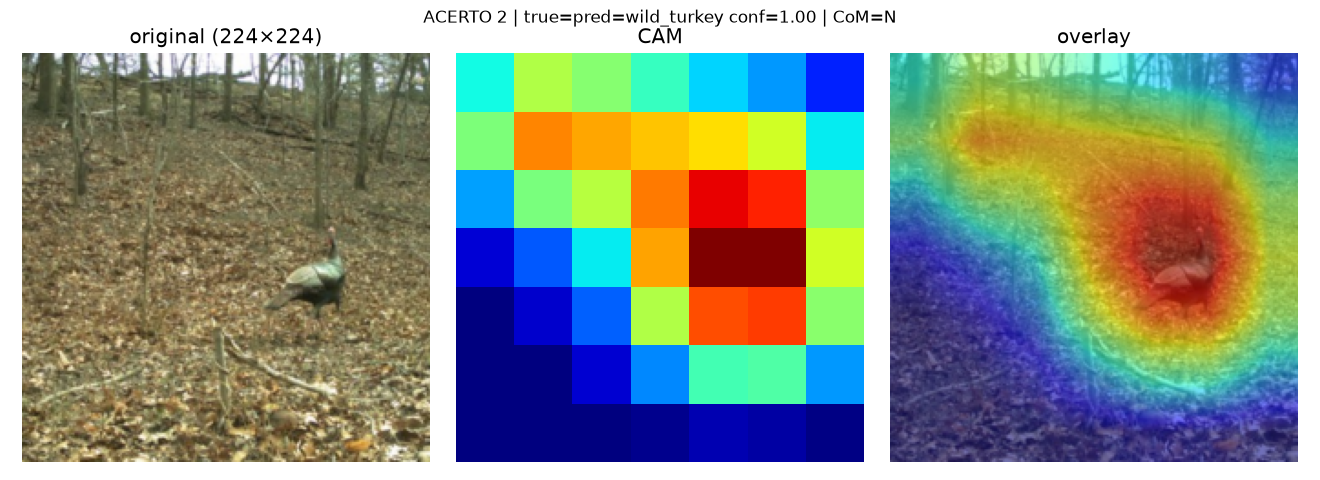 ACERTO 2 | true=pred=wild_turkey conf=1.00 | CoM=N
original (224×224)
CAM
overlay